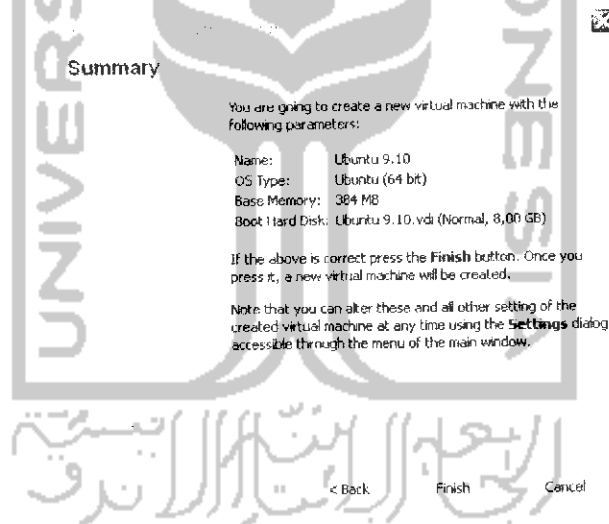 Summary
You are going to create a new virtual machine with the
following parameters:
Name: Ubuntu 9.10
OS Type: Ubuntu (64 bit)
Base Memory: 384 MB
Boot Hard Disk: Ubuntu 9.10.vdi (Normal, 8,00 GB)
If the above is correct press the Finish button. Once you
press it, a new virtual machine will be created.
Note that you can alter these and all other setting of the
created virtual machine at any time using the Settings dialog
accessible through the menu of the main window.
< Back Finish Cancel
UNIVERS